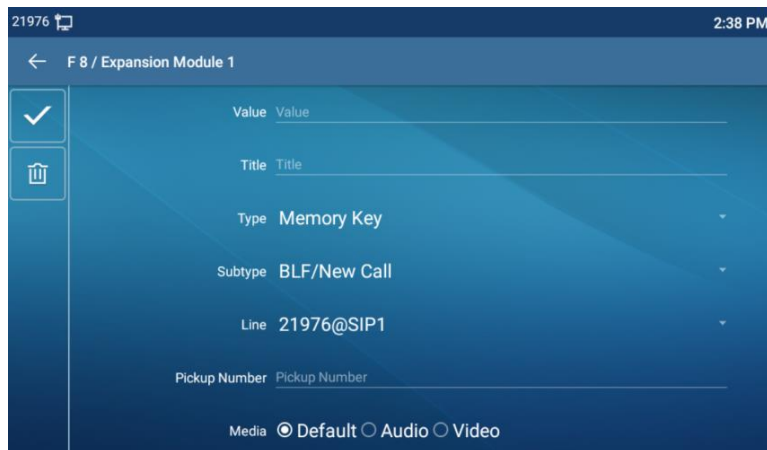 21976 2:38 PM
F 8 / Expansion Module 1
Value Value
Title Title
Type Memory Key
Subtype BLF/New Call
Line 21976@SIP1
Pickup Number Pickup Number
Media Default Audio Video